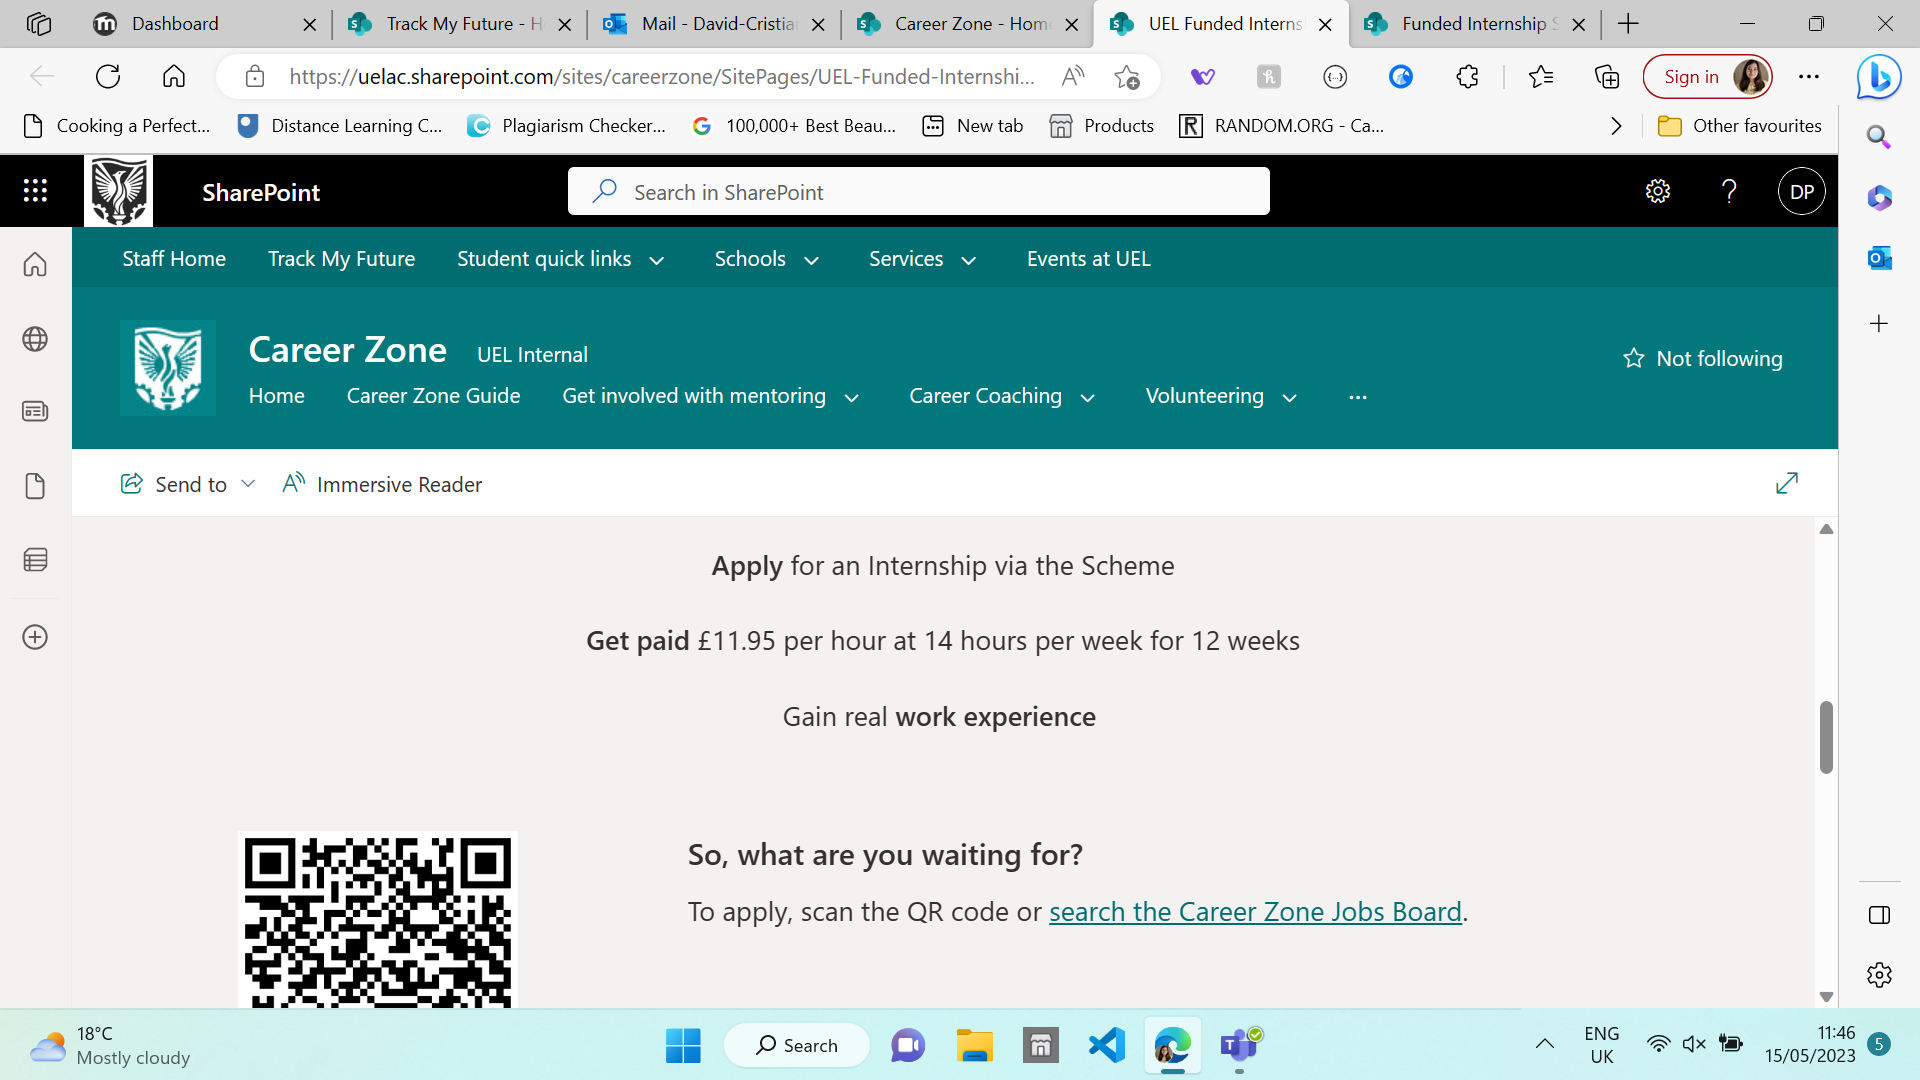 Dashboard
Track My Future - H
Mail - David-Cristian
Career Zone - Home
UEL Funded Interns
Funded Internship S
https://uelac.sharepoint.com/sites/careerzone/SitePages/UEL-Funded-Internshi...
Sign in
Cooking a Perfect...
Distance Learning C...
Plagiarism Checker...
100,000+ Best Beau...
New tab
Products
RANDOM.ORG - Ca...
Other favourites
SharePoint
Search in SharePoint
DP
Staff Home
Track My Future
Student quick links
Schools
Services
Events at UEL
Career Zone
UEL Internal
Not following
Home
Career Zone Guide
Get involved with mentoring
Career Coaching
Volunteering
Send to
Immersive Reader
Apply for an Internship via the Scheme
Get paid £11.95 per hour at 14 hours per week for 12 weeks
Gain real work experience
So, what are you waiting for?
To apply, scan the QR code or search the Career Zone Jobs Board.
18°C
Mostly cloudy
Search
ENG
UK
11:46
15/05/2023
5